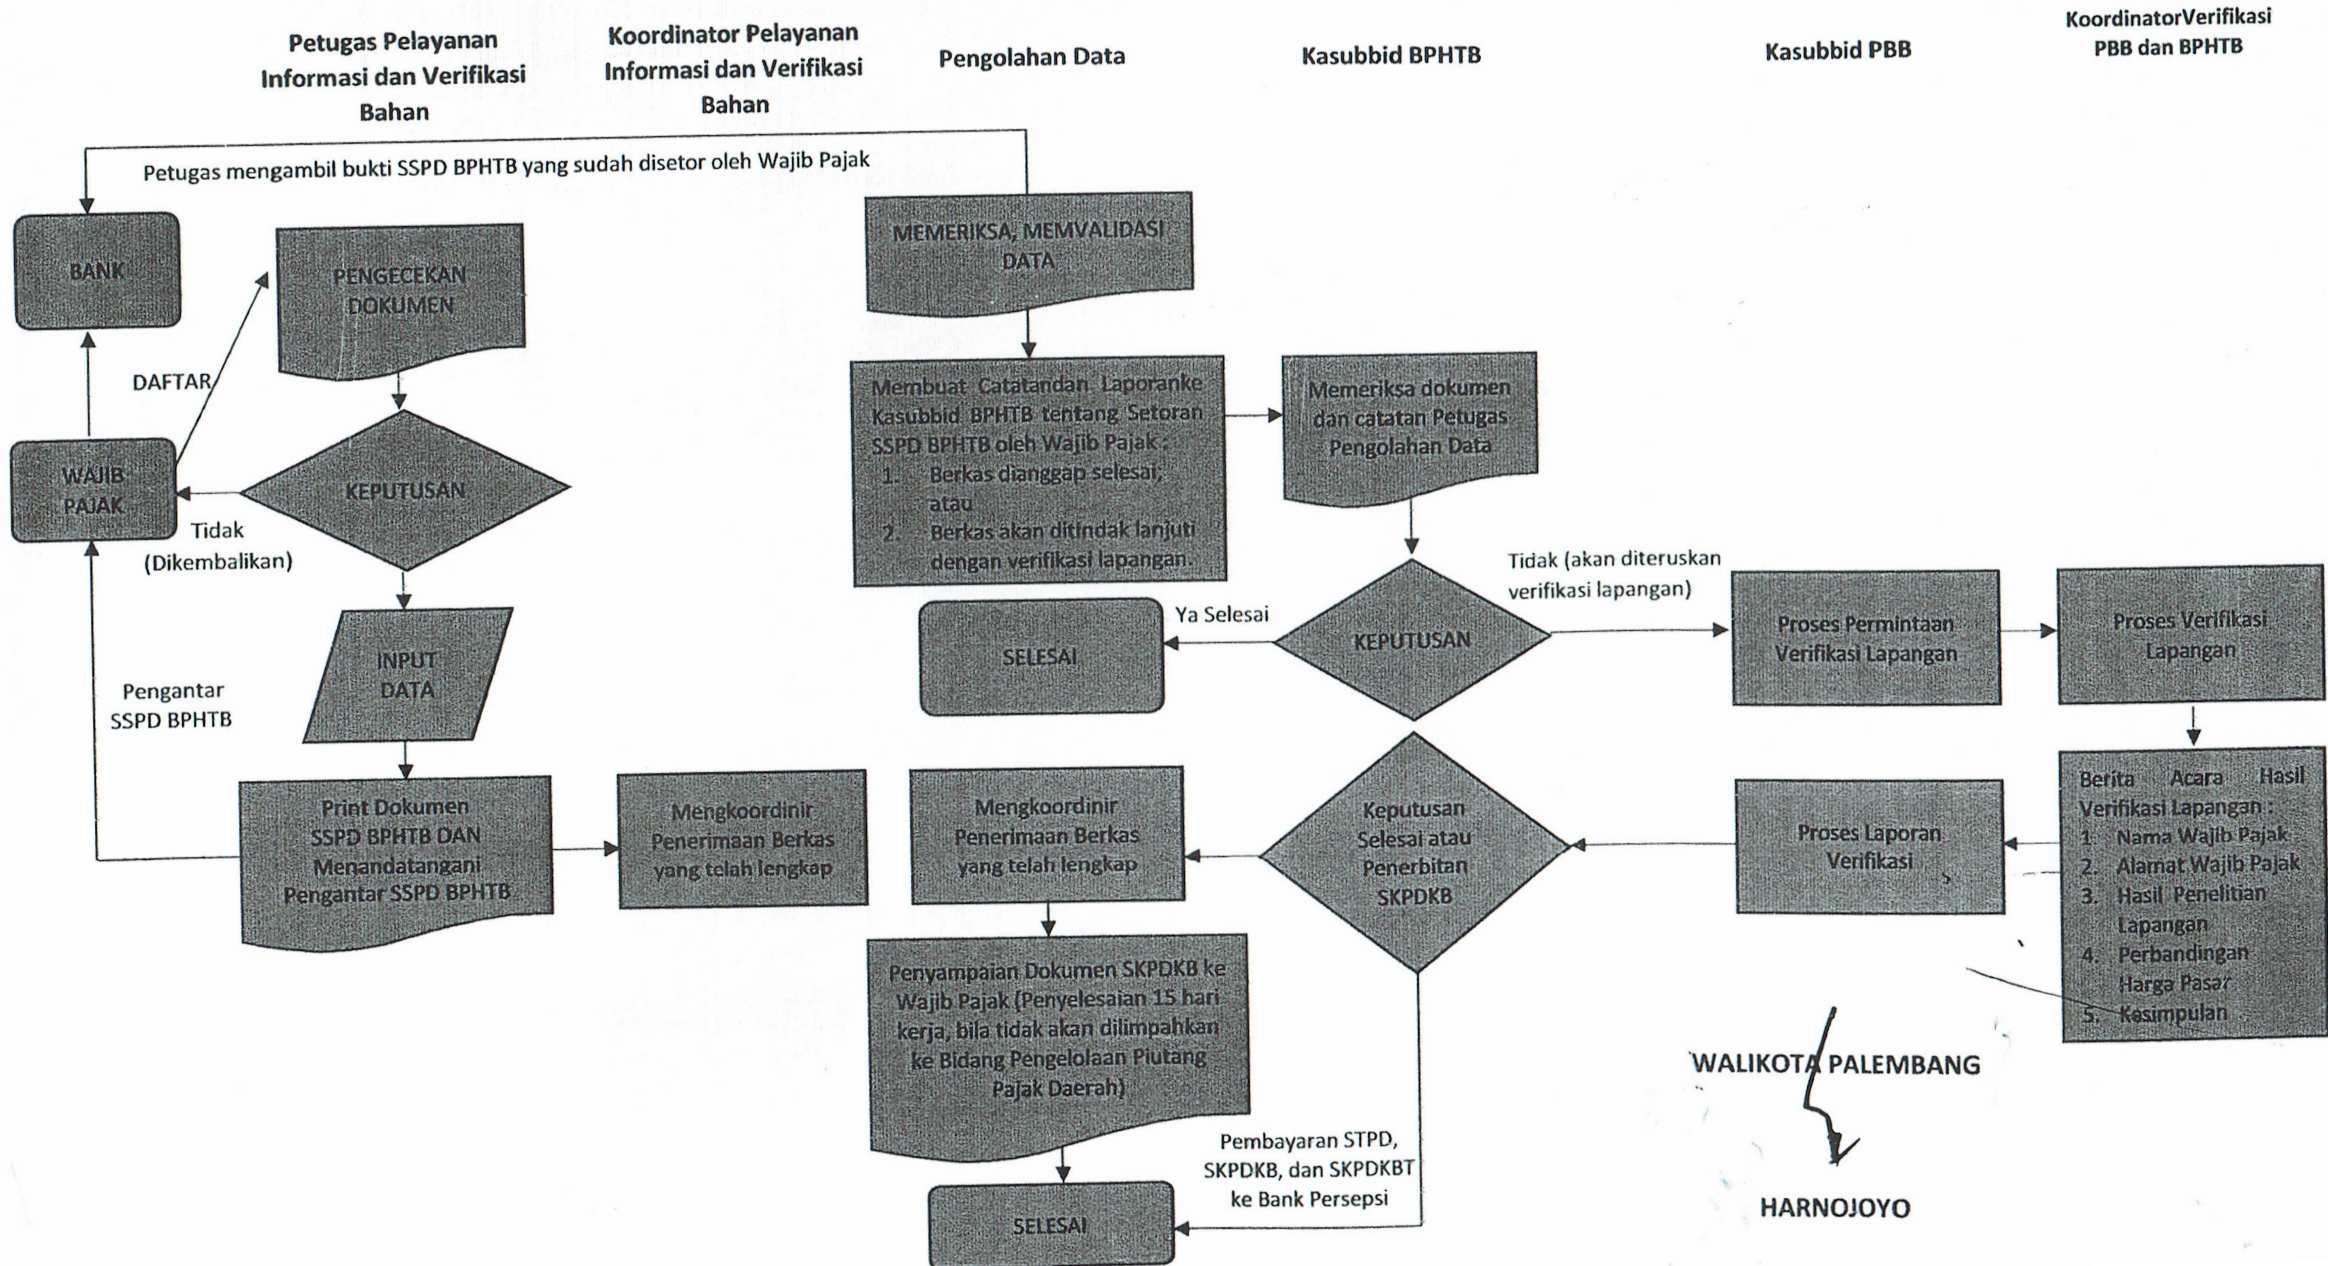 Petugas Pelayanan
Informasi dan Verifikasi
Bahan
Koordinator Pelayanan
Informasi dan Verifikasi
Bahan
Pengolahan Data
Kasubbid BPHTB
Kasubbid PBB
KoordinatorVerifikasi
PBB dan BPHTB
Petugas mengambil bukti SSPD BPHTB yang sudah disetor oleh Wajib Pajak
BANK
PENGECEKAN
DOKUMEN
MEMERIKSA, MEMVALIDASI
DATA
DAFTAR
WAJIB
PAJAK
KEPUTUSAN
Tidak
(Dikembalikan)
INPUT
DATA
Pengantar
SSPD BPHTB
Print Dokumen
SSPD BPHTB DAN
Menandatangani
Pengantar SSPD BPHTB
Mengkoordinir
Penerimaan Berkas
yang telah lengkap
Membuat Catatandan Laporanke
Kasubbid BPHTB tentang Setoran
SSPD BPHTB oleh Wajib Pajak :
1. Berkas dianggap selesai,
atau
2. Berkas akan ditindak lanjuti
dengan verifikasi lapangan.
Memeriksa dokumen
dan catatan Petugas
Pengolahan Data
KEPUTUSAN
Ya Selesai
SELESAI
Tidak (akan diteruskan
verifikasi lapangan)
Proses Permintaan
Verifikasi Lapangan
Proses Verifikasi
Lapangan
Berita Acara Hasil
Verifikasi Lapangan :
1. Nama Wajib Pajak
2. Alamat Wajib Pajak
3. Hasil Penelitian
Lapangan
4. Perbandingan
Harga Pasar
5. Kesimpulan
Proses Laporan
Verifikasi
Keputusan
Selesai atau
Penerbitan
SKPDKB
Mengkoordinir
Penerimaan Berkas
yang telah lengkap
Penyampaian Dokumen SKPDKB ke
Wajib Pajak (Penyelesaian 15 hari
kerja, bila tidak akan dilimpahkan
ke Bidang Pengelolaan Piutang
Pajak Daerah)
Pembayaran STPD,
SKPDKB, dan SKPDKBT
ke Bank Persepsi
SELESAI
WALIKOTA PALEMBANG
HARNOJOYO